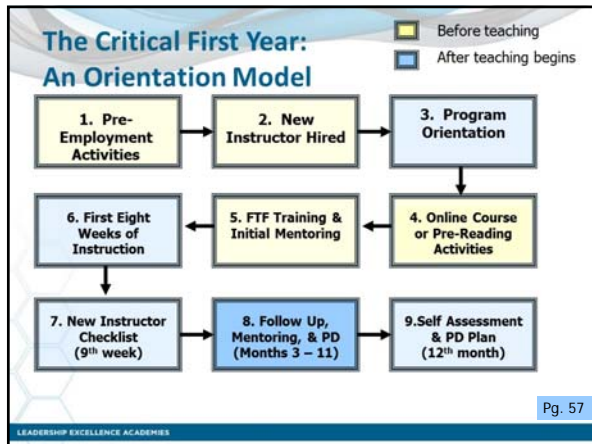 The Critical First Year:
An Orientation Model
Before teaching
After teaching begins
1. Pre-
Employment
Activities
2. New
Instructor Hired
3. Program
Orientation
4. Online Course
or Pre-Reading
Activities
5. FTF Training &
Initial Mentoring
6. First Eight
Weeks of
Instruction
7. New Instructor
Checklist
(9th week)
8. Follow Up,
Mentoring, & PD
(Months 3 – 11)
9.Self Assessment
& PD Plan
(12th month)
Pg. 57
LEADERSHIP EXCELLENCE ACADEMIES